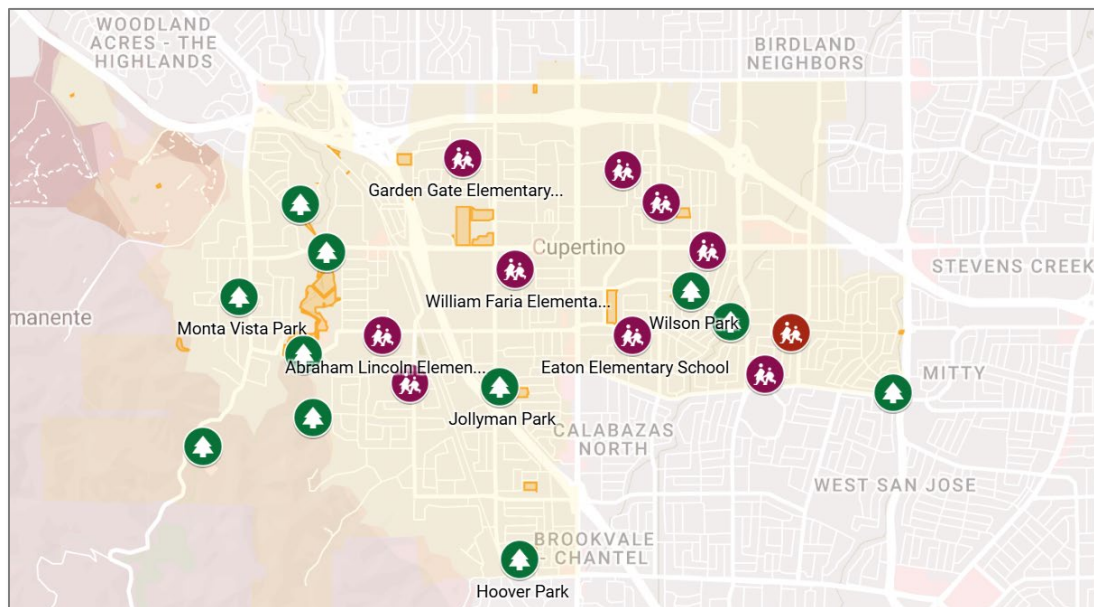 WOODLAND
ACRES - THE
HIGHLANDS
BIRDLAND
NEIGHBORS
Garden Gate Elementary...
Cupertino
STEVENS CREEK
William Faria Elementa...
manente
Monta Vista Park
Wilson Park
Abraham Lincoln Elemen...
Eaton Elementary School
MITTY
Jollyman Park
CALABAZAS
NORTH
WEST SAN JOSE
BROOKVALE
- CHANTEL
Hoover Park